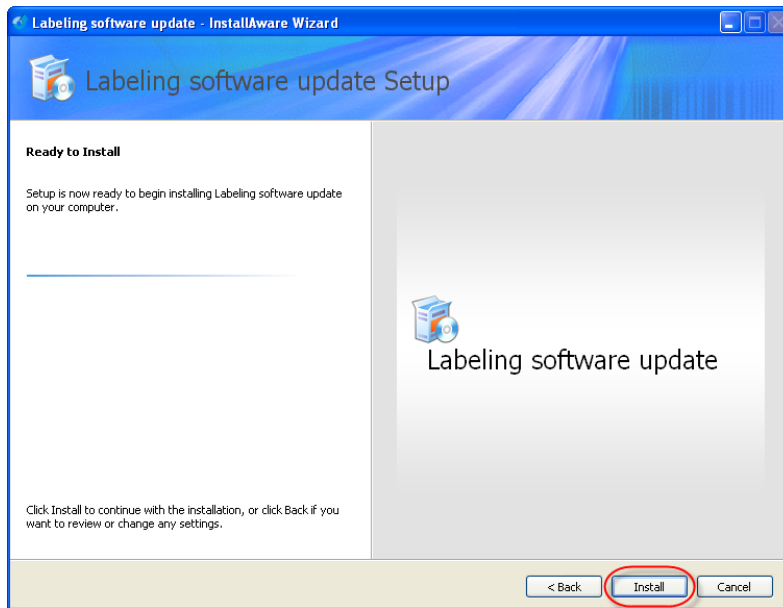 Labeling software update - InstallAware Wizard
Labeling software update Setup
Ready to Install
Setup is now ready to begin installing Labeling software update
on your computer.
Labeling software update
Click Install to continue with the installation, or click Back if you
want to review or change any settings.
< Back
Install
Cancel